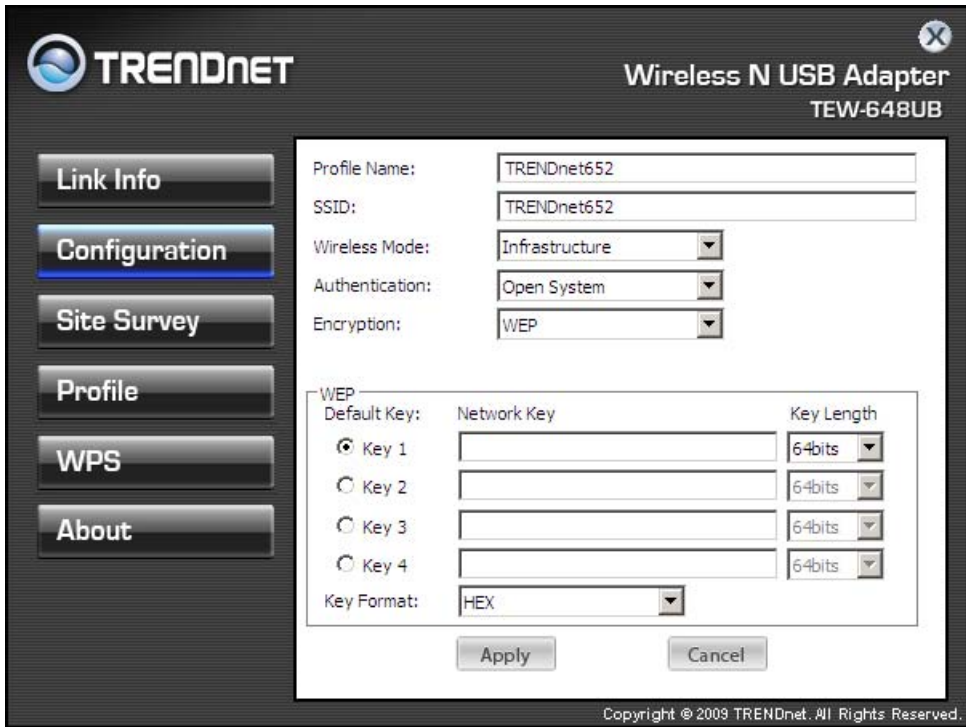 TRENDnet
X
Wireless N USB Adapter
TEW-648UB
Link Info
Configuration
Site Survey
Profile
WPS
About
Profile Name: TRENDnet652
SSID: TRENDnet652
Wireless Mode: Infrastructure
Authentication: Open System
Encryption: WEP
WEP
Default Key: Network Key Key Length
Key 1 64bits
Key 2 64bits
Key 3 64bits
Key 4 64bits
Key Format: HEX
Apply Cancel
Copyright © 2009 TRENDnet. All Rights Reserved.